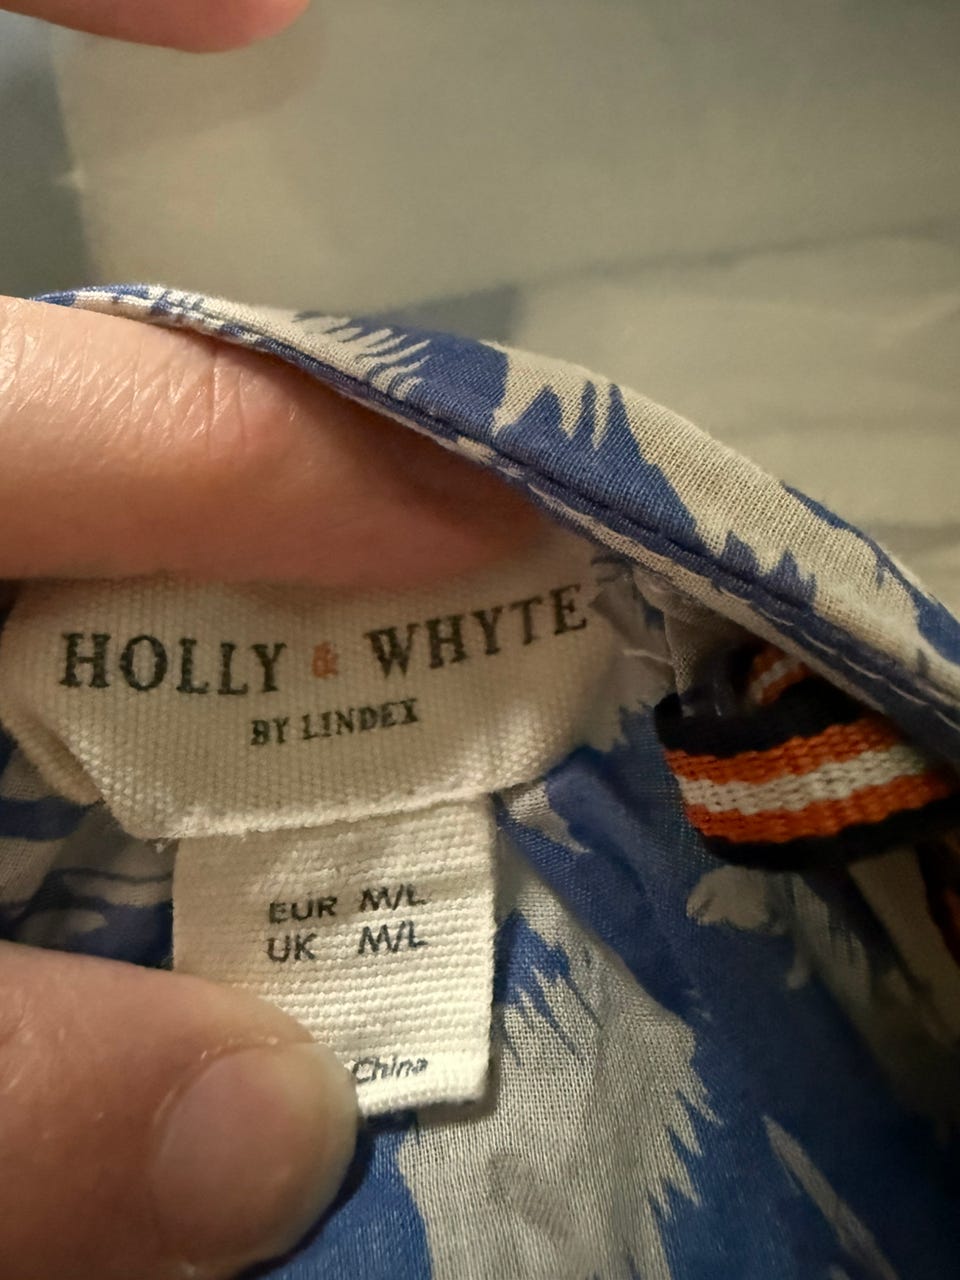 HOLLY & WHYTE
BY LINDEX
EUR M/L
UK M/L
China